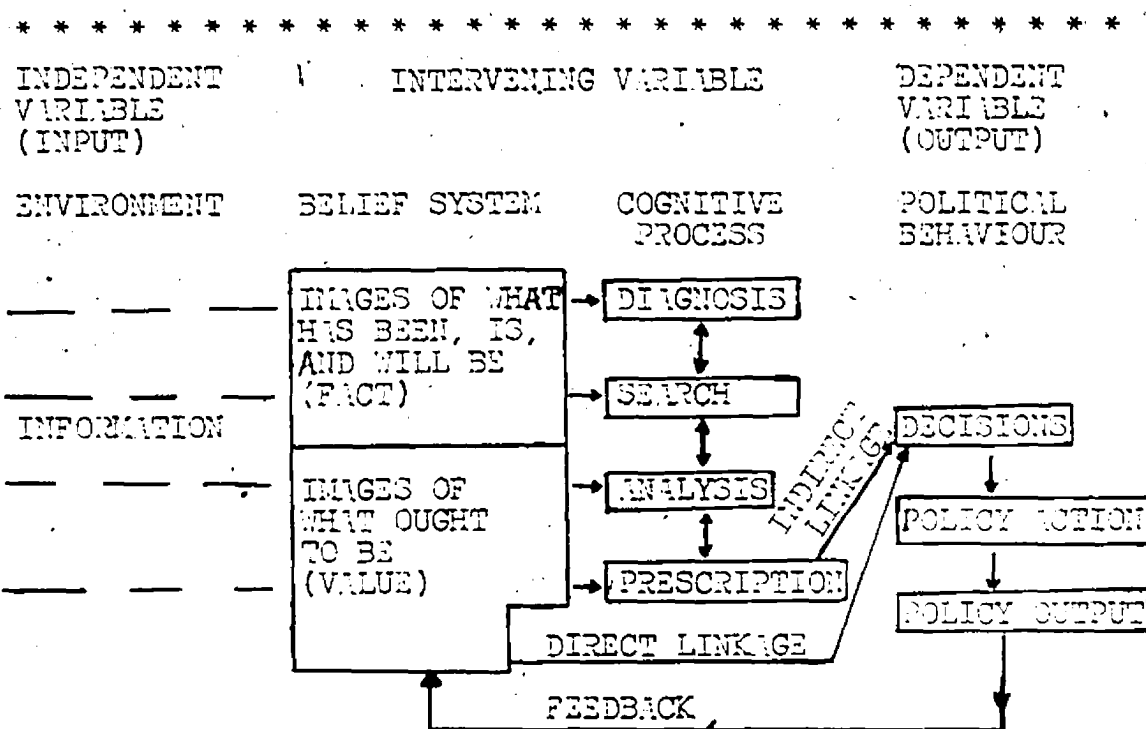 * * * * * * * * * * * * * * * * * * * * * * * * * * * * *
INDEPENDENT VARIABLE (INPUT)
INTERVENING VARIABLE
DEPENDENT VARIABLE (OUTPUT)
ENVIRONMENT
BELIEF SYSTEM
COGNITIVE
PROCESS
POLITICAL
BEHAVIOUR
IMAGES OF WHAT
HAS BEEN, IS,
AND WILL BE
(FACT)
DIAGNOSIS
SEARCH
INFORMATION
IMAGES OF
WHAT OUGHT
TO BE
(VALUE)
ANALYSIS
PRESCRIPTION
INDIRECT
LINKAGE
DECISIONS
POLICY ACTION
POLICY OUTPUT
DIRECT LINKAGE
FEEDBACK